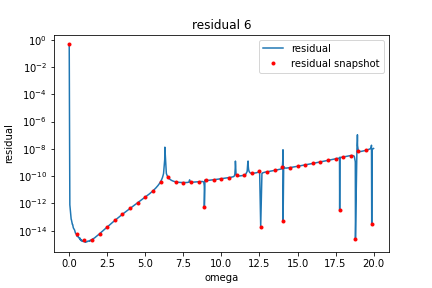 residual 6
residual
residual snapshot
10^0
10^-2
10^-4
10^-6
10^-8
10^-10
10^-12
10^-14
residual
0.0 2.5 5.0 7.5 10.0 12.5 15.0 17.5 20.0
omega